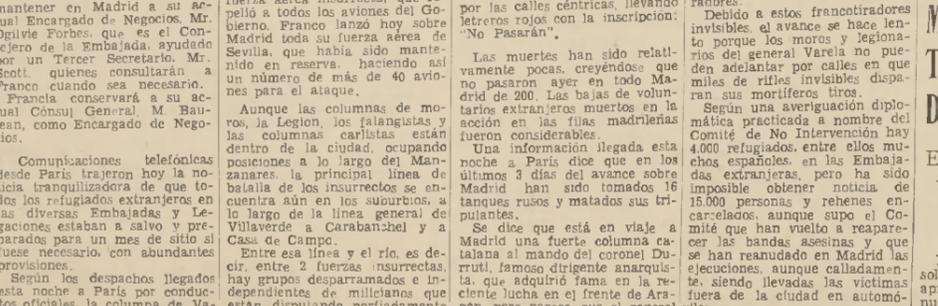 mantener en Madrid a su ac-
tual Encargado de Negocios, Mr.
Ogilvie Forbes, que es el Con-
sejero de la Embajada, ayudado
por un Tercer Secretario, Mr.
Scott, quienes consultarán a
Franco cuando sea necesario.
Francia conservará a su ac-
tual Cónsul General, M. Bau-
ean, como Encargado de Nego-
ios.
Comunicaciones telefónicas
desde París trajeron hoy la no-
ticia tranquilizadora de que to-
dos los refugiados extranjeros en
las diversas Embajadas y Le-
gaciones estaban a salvo y pre-
parados para un mes de sitio si
fuese necesario, con abundantes
provisiones.
Según los despachos llegados
esta noche a París por conduc-
tos oficiales la columna de Va-
pelió a todos los aviones del Go-
bierno, Franco lanzó hoy sobre
Madrid toda su fuerza aérea de
Sevilla, que había sido mante-
nido en reserva, haciendo así
un número de más de 40 avio-
nes para el ataque.
Aunque las columnas de mo-
ros, la Legion, los falangistas y
las columnas carlistas están
dentro de la ciudad, ocupando
posiciones a lo largo del Man-
zanares, la principal línea de
batalla de los insurrectos se en-
cuentra aún en los suburbios, a
lo largo de la línea general de
Villaverde a Carabanchel y a
Casa de Campo.
Entre esa línea y el río, es de-
cir, entre 2 fuerzas insurrectas,
hay grupos desparramados e in-
dependientes de milicianos que
por las calles céntricas, llevando
letreros rojos con la inscripción:
"No Pasarán".
Las muertes han sido relati-
vamente pocas, creyéndose que
no pasaron ayer en todo Ma-
drid de 200. Las bajas de volun-
tarios extranjeros muertos en la
acción en las filas madrileñas
fueron considerables.
Una información llegada esta
noche a París dice que en los
últimos 3 días del avance sobre
Madrid han sido tomados 16
tanques rusos y matados sus tri-
pulantes.
Se dice que está en viaje a
Madrid una fuerte columna ca-
talana al mando del coronel Du-
rruti, famoso dirigente anarquis-
ta, que adquirió fama en la re-
ciente lucha en el frente de Ara-
radores.
Debido a estos francotiradores
invisibles, el avance se hace len-
to porque los moros y legiona-
rios del general Varela no pue-
den adelantar por calles en que
miles de rifles invisibles dispa-
ran sus mortíferos tiros.
Según una averiguación diplo-
mática practicada a nombre del
Comité de No Intervención hay
4.000 refugiados, entre ellos mu-
chos españoles, en las Embaja-
das extranjeras, pero ha sido
imposible obtener noticia de
15.000 personas y rehenes en-
carcelados, aunque supo el Co-
mité que han vuelto a reapare-
cer las bandas asesinas y que
se han reanudado en Madrid las
ejecuciones, aunque calladamen-
te, siendo llevadas las víctimas
fuera de la ciudad en automó-